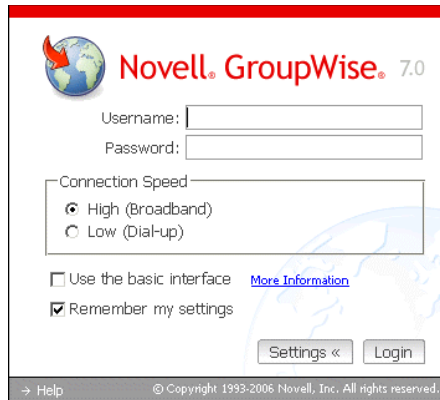 Novell® GroupWise® 7.0
Username:
Password:
Connection Speed
High (Broadband)
Low (Dial-up)
Use the basic interface More Information
Remember my settings
Settings « Login
→ Help © Copyright 1993-2006 Novell, Inc. All rights reserved.